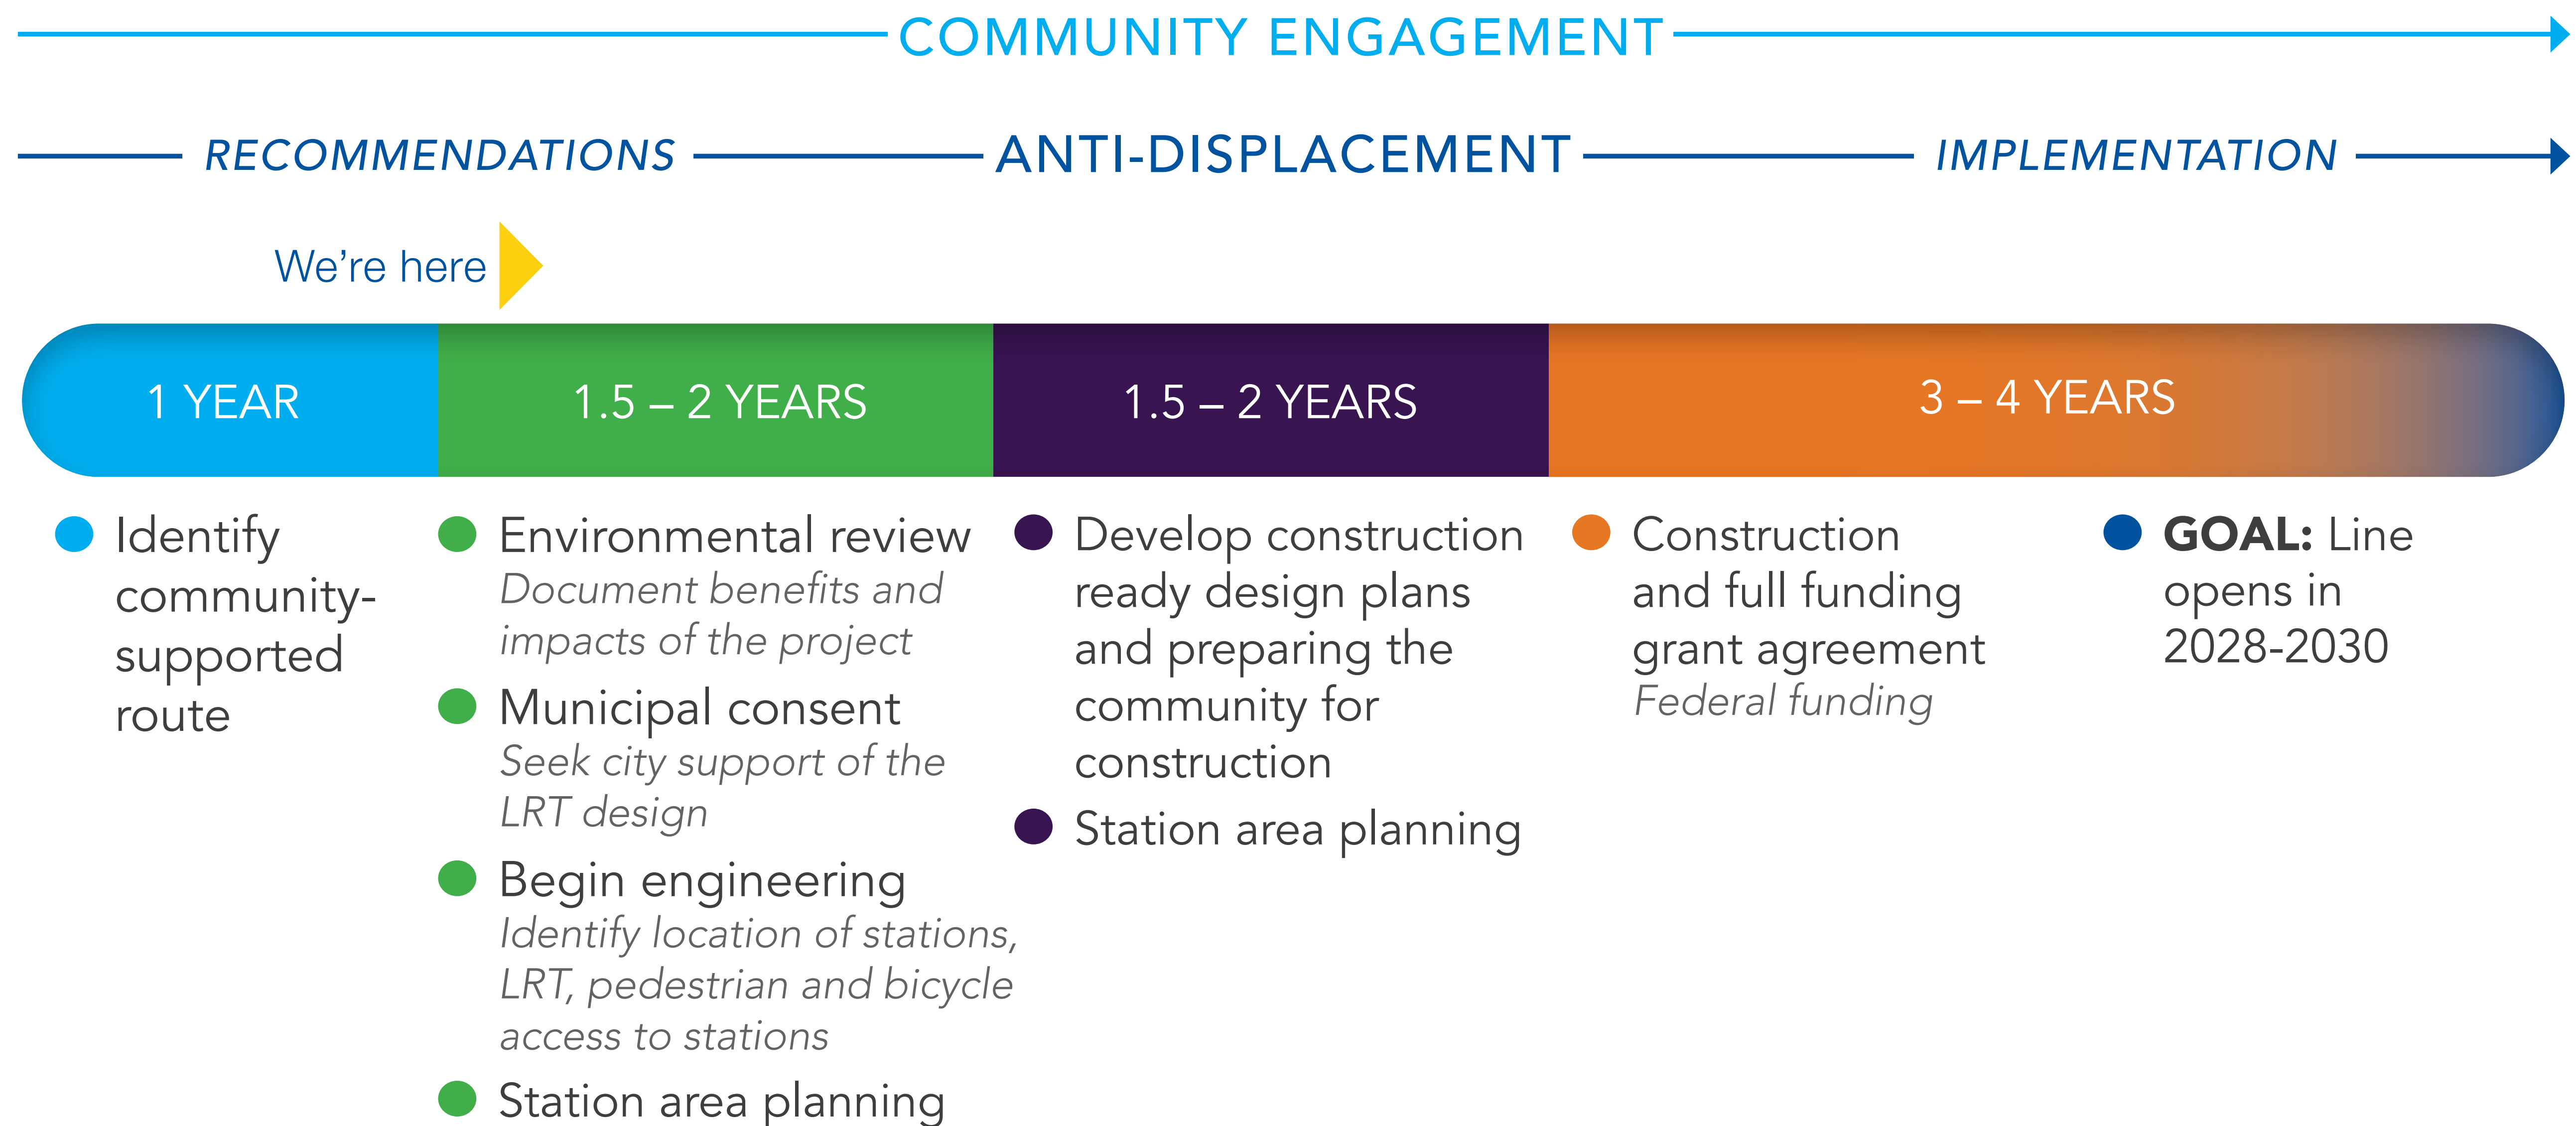 COMMUNITY ENGAGEMENT
RECOMMENDATIONS
ANTI-DISPLACEMENT
IMPLEMENTATION
We’re here
1 YEAR
1.5 – 2 YEARS
1.5 – 2 YEARS
3 – 4 YEARS
Identify
community-
supported
route
Environmental review
Document benefits and
impacts of the project
Municipal consent
Seek city support of the
LRT design
Begin engineering
Identify location of stations,
LRT, pedestrian and bicycle
access to stations
Station area planning
Develop construction
ready design plans
and preparing the
community for
construction
Station area planning
Construction
and full funding
grant agreement
Federal funding
GOAL: Line
opens in
2028-2030